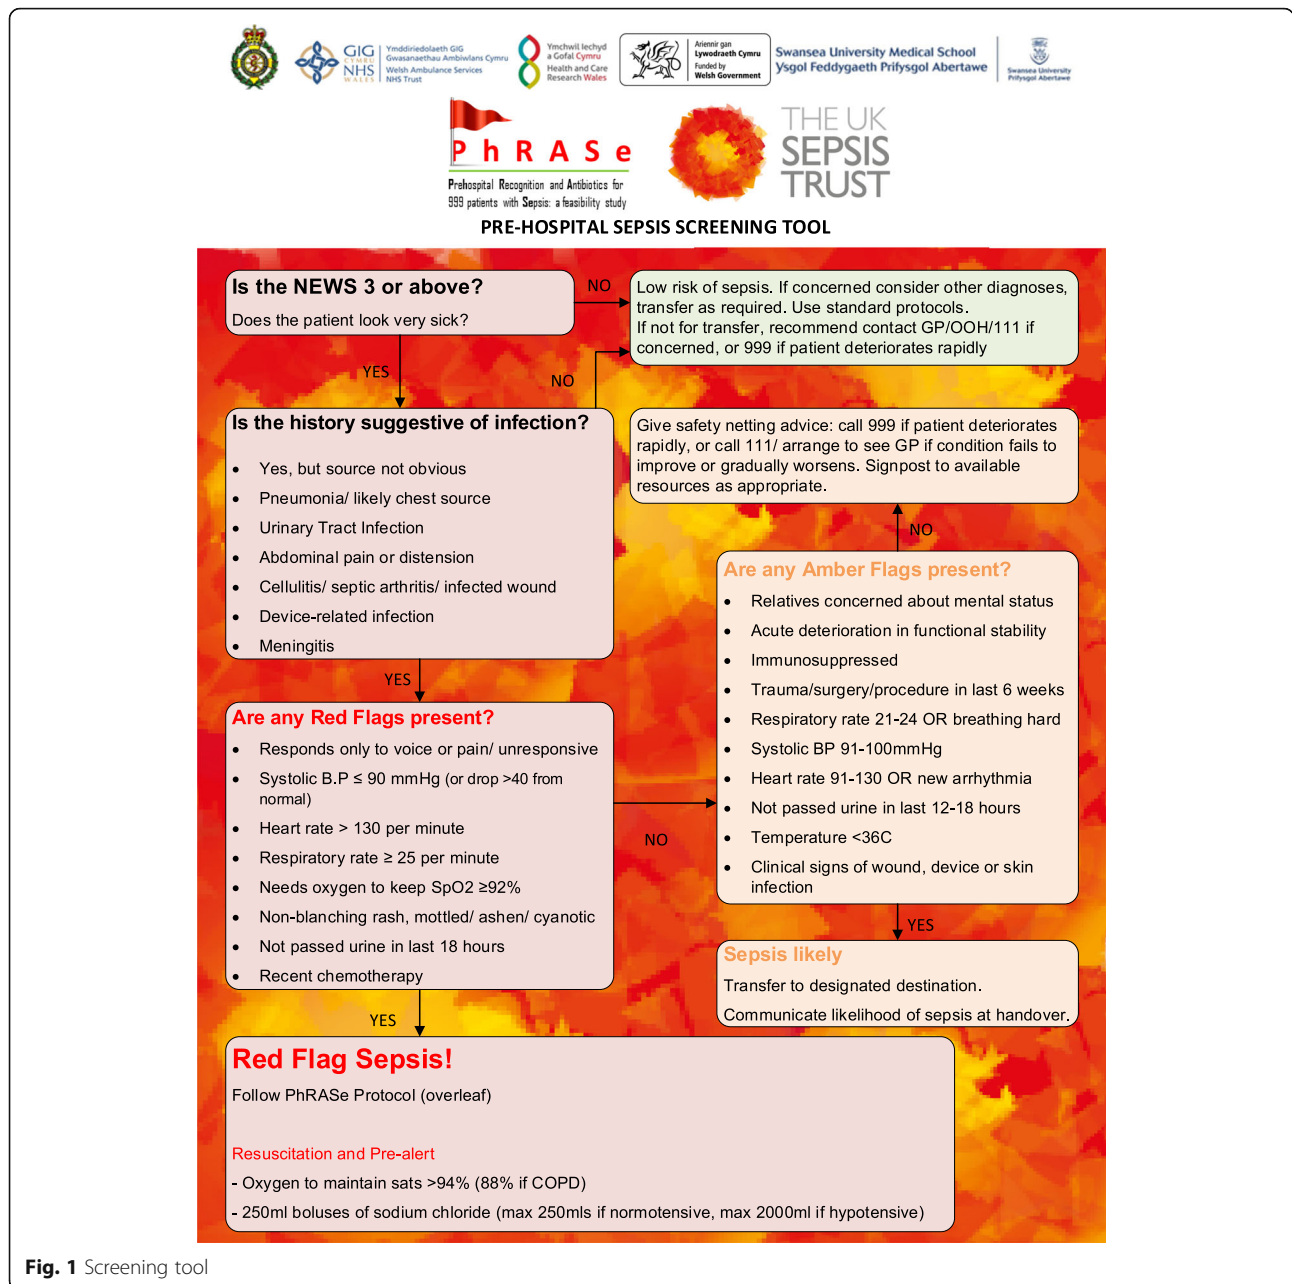 GIG
CYMRU
NHS
WALES
Ymddiriedolaeth GIG
Gwasanaethau Ambiwlans Cymru
Welsh Ambulance Services
NHS Trust
Ymchwil Iechyd
a Gofal Cymru
Health and Care
Research Wales
Ariennir gan
Lywodraeth Cymru
Funded by
Welsh Government
Swansea University Medical School
Ysgol Feddygaeth Prifysgol Abertawe
Swansea University
Prifysgol Abertawe
PhRASe
Prehospital Recognition and Antibiotics for
999 patients with Sepsis: a feasibility study
THE UK
SEPSIS
TRUST
PRE-HOSPITAL SEPSIS SCREENING TOOL
Is the NEWS 3 or above?
Does the patient look very sick?
NO
Low risk of sepsis. If concerned consider other diagnoses,
transfer as required. Use standard protocols.
If not for transfer, recommend contact GP/OOH/111 if
concerned, or 999 if patient deteriorates rapidly
YES
NO
Is the history suggestive of infection?
• Yes, but source not obvious
• Pneumonia/ likely chest source
• Urinary Tract Infection
• Abdominal pain or distension
• Cellulitis/ septic arthritis/ infected wound
• Device-related infection
• Meningitis
Give safety netting advice: call 999 if patient deteriorates
rapidly, or call 111/ arrange to see GP if condition fails to
improve or gradually worsens. Signpost to available
resources as appropriate.
NO
YES
Are any Red Flags present?
• Responds only to voice or pain/ unresponsive
• Systolic B.P ≤ 90 mmHg (or drop >40 from
normal)
• Heart rate > 130 per minute
• Respiratory rate ≥ 25 per minute
• Needs oxygen to keep SpO2 ≥92%
• Non-blanching rash, mottled/ ashen/ cyanotic
• Not passed urine in last 18 hours
• Recent chemotherapy
NO
Are any Amber Flags present?
• Relatives concerned about mental status
• Acute deterioration in functional stability
• Immunosuppressed
• Trauma/surgery/procedure in last 6 weeks
• Respiratory rate 21-24 OR breathing hard
• Systolic BP 91-100mmHg
• Heart rate 91-130 OR new arrhythmia
• Not passed urine in last 12-18 hours
• Temperature <36C
• Clinical signs of wound, device or skin
infection
YES
Sepsis likely
Transfer to designated destination.
Communicate likelihood of sepsis at handover.
YES
Red Flag Sepsis!
Follow PhRASe Protocol (overleaf)
Resuscitation and Pre-alert
- Oxygen to maintain sats >94% (88% if COPD)
- 250ml boluses of sodium chloride (max 250mls if normotensive, max 2000ml if hypotensive)
Fig. 1 Screening tool